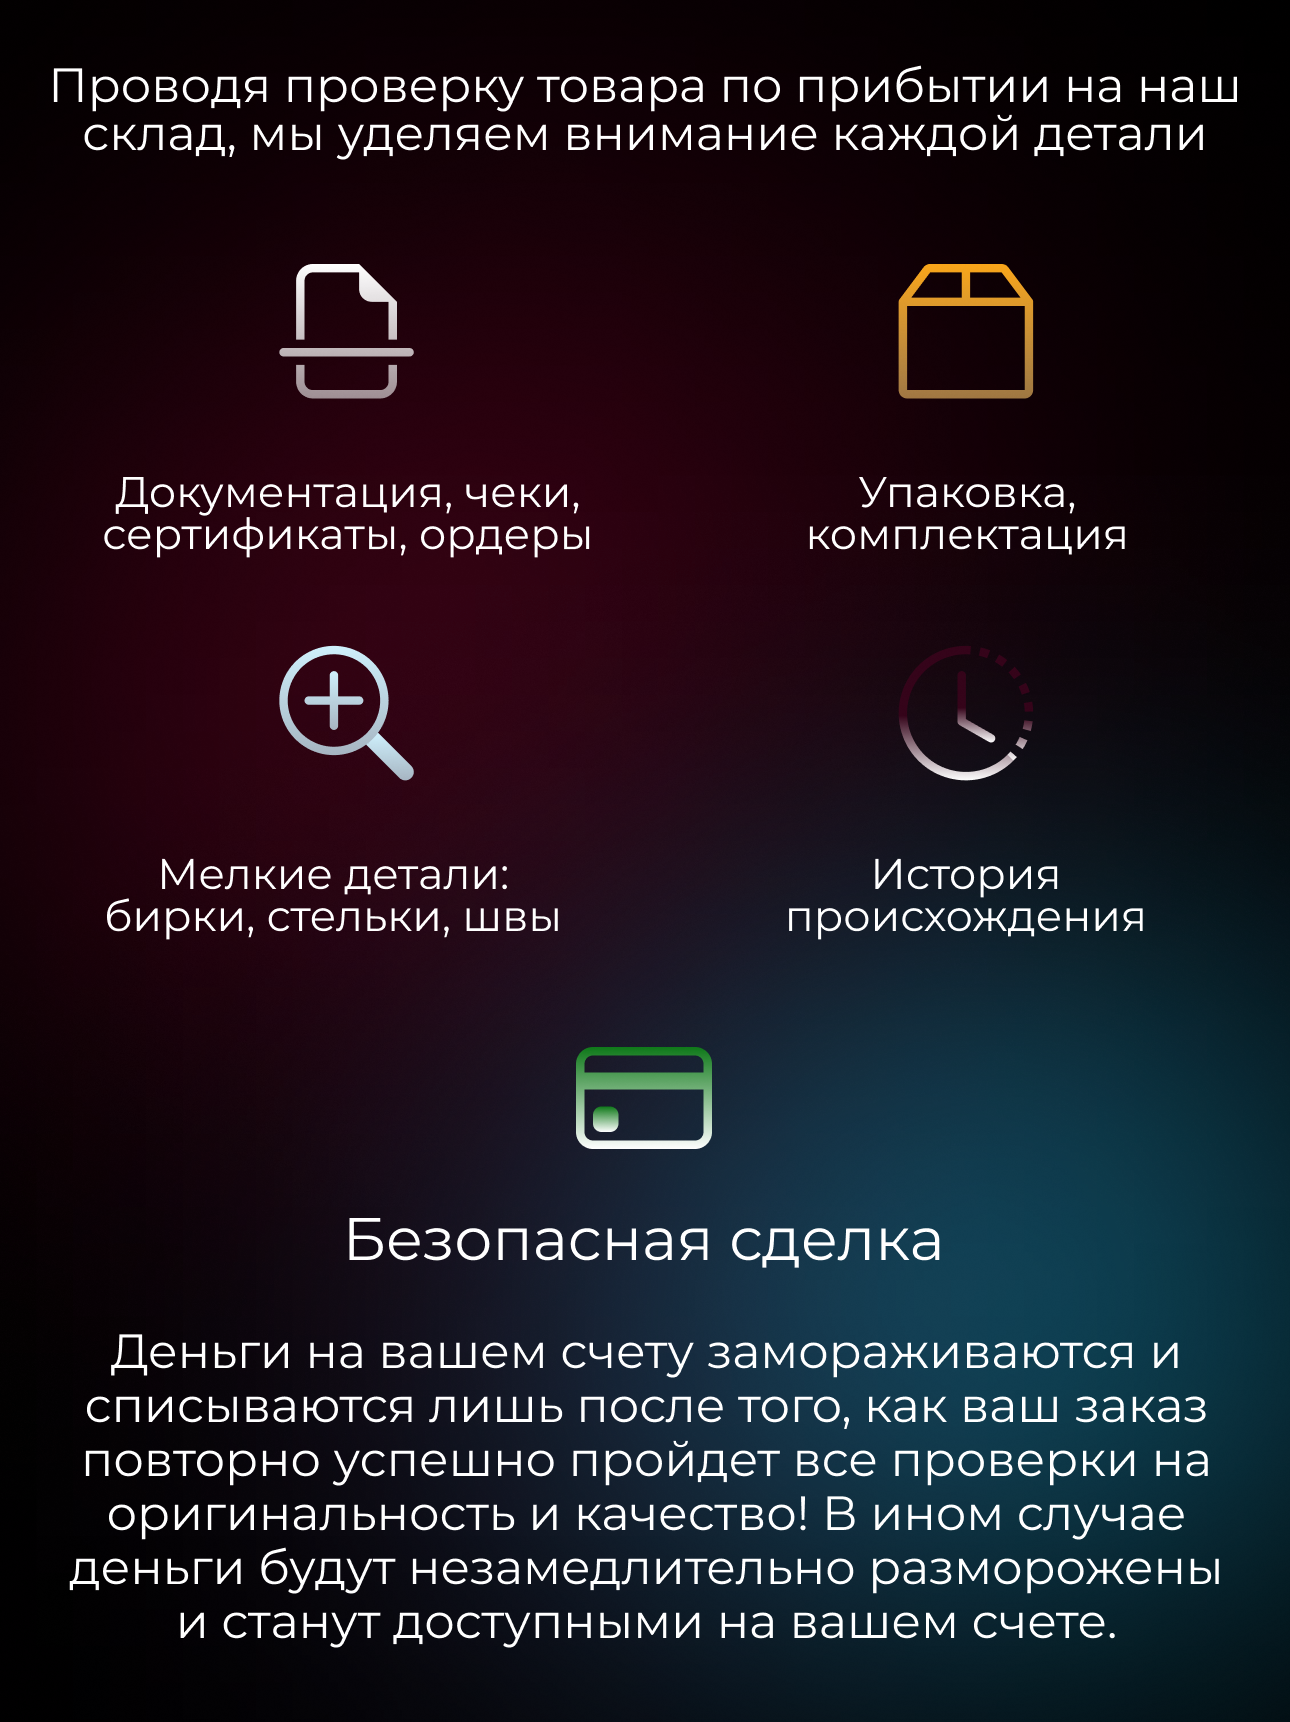 Проводя проверку товара по прибытии на наш
склад, мы уделяем внимание каждой детали
Документация, чеки,
сертификаты, ордеры
Упаковка,
комплектация
Мелкие детали:
бирки, стельки, швы
История
происхождения
Безопасная сделка
Деньги на вашем счету замораживаются и
списываются лишь после того, как ваш заказ
повторно успешно пройдет все проверки на
оригинальность и качество! В ином случае
деньги будут незамедлительно разморожены
и станут доступными на вашем счете.